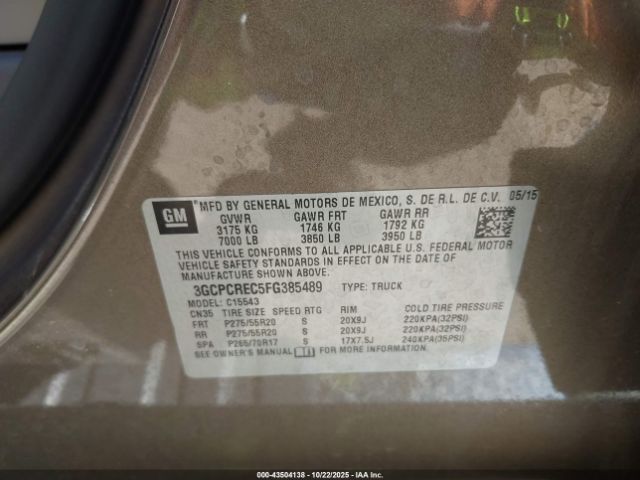 GM
MFD BY GENERAL MOTORS DE MEXICO, S. DE R.L. DE C.V. 05/15
GVWR GAWR FRT GAWR RR
3175 KG 1746 KG 1792 KG
7000 LB 3850 LB 3950 LB
THIS VEHICLE CONFORMS TO ALL APPLICABLE U.S. FEDERAL MOTOR
VEHICLE SAFETY STANDARDS IN EFFECT ON THE DATE OF
MANUFACTURE SHOWN ABOVE.
3GCPCREC5FG385489 TYPE: TRUCK
MODEL: C15543
CN35 TIRE SIZE SPEED RTG RIM COLD TIRE PRESSURE
FRT P275/55R20 S 20X9J 220KPA(32PSI)
RR P275/55R20 S 20X9J 220KPA(32PSI)
SPA P265/70R17 S 17X7.5J 240KPA(35PSI)
SEE OWNER'S MANUAL FOR ADDITIONAL INFORMATION.
000-43504138 - 10/22/2025 - IAAI.com